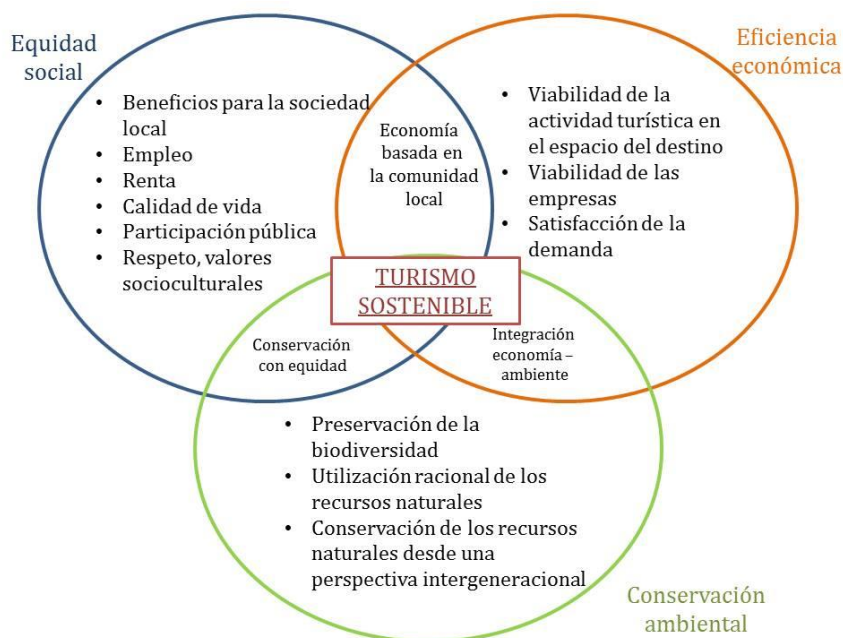 Equidad
social
Eficiencia
económica
• Beneficios para la sociedad
local
• Empleo
• Renta
• Calidad de vida
• Participación pública
• Respeto, valores
socioculturales
Economía
basada en
la comunidad
local
• Viabilidad de la
actividad turística en
el espacio del destino
• Viabilidad de las
empresas
• Satisfacción de la
demanda
TURISMO
SOSTENIBLE
Conservación
con equidad
Integración
economía –
ambiente
• Preservación de la
biodiversidad
• Utilización racional de los
recursos naturales
• Conservación de los recursos
naturales desde una
perspectiva intergeneracional
Conservación
ambiental